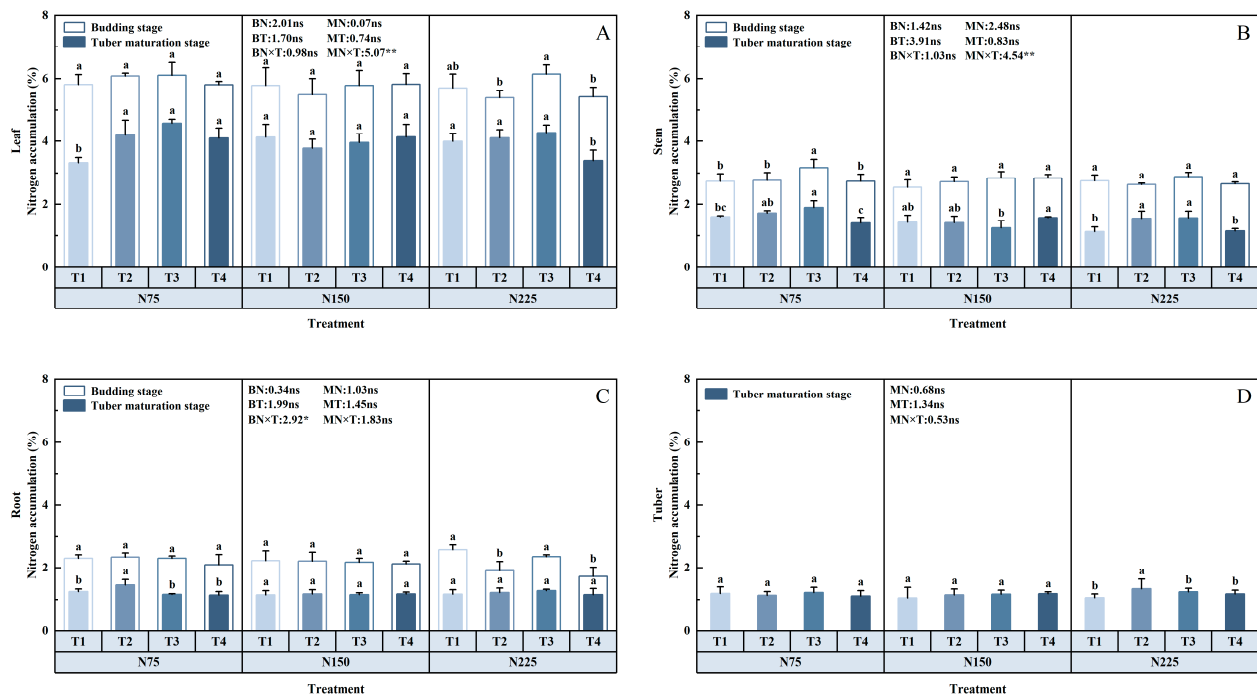 A
Budding stage
Tuber maturation stage
BN:2.01ns MN:0.07ns
BT:1.70ns MT:0.74ns
BN×T:0.98ns MN×T:5.07**
Leaf
Nitrogen accumulation (%)
8
6
4
2
0
a a a a a a a a ab b a b
b a a a a a a a a a a b
T1 T2 T3 T4 T1 T2 T3 T4 T1 T2 T3 T4
N75 N150 N225
Treatment
B
BN:1.42ns MN:2.48ns
BT:3.91ns MT:0.83ns
BN×T:1.03ns MN×T:4.54**
Stem
Nitrogen accumulation (%)
8
6
4
2
0
b b a b a a a a a a a a
bc ab a c ab ab b a b a a b
T1 T2 T3 T4 T1 T2 T3 T4 T1 T2 T3 T4
N75 N150 N225
Treatment
C
Budding stage
Tuber maturation stage
BN:0.34ns MN:1.03ns
BT:1.99ns MT:1.45ns
BN×T:2.92* MN×T:1.83ns
Root
Nitrogen accumulation (%)
8
6
4
2
0
a a a a a a a a a b a b
b a b b a a a a a a a a
T1 T2 T3 T4 T1 T2 T3 T4 T1 T2 T3 T4
N75 N150 N225
Treatment
D
Tuber maturation stage
MN:0.68ns
MT:1.34ns
MN×T:0.53ns
Tuber
Nitrogen accumulation (%)
8
6
4
2
0
a a a a a a a a b a b b
T1 T2 T3 T4 T1 T2 T3 T4 T1 T2 T3 T4
N75 N150 N225
Treatment